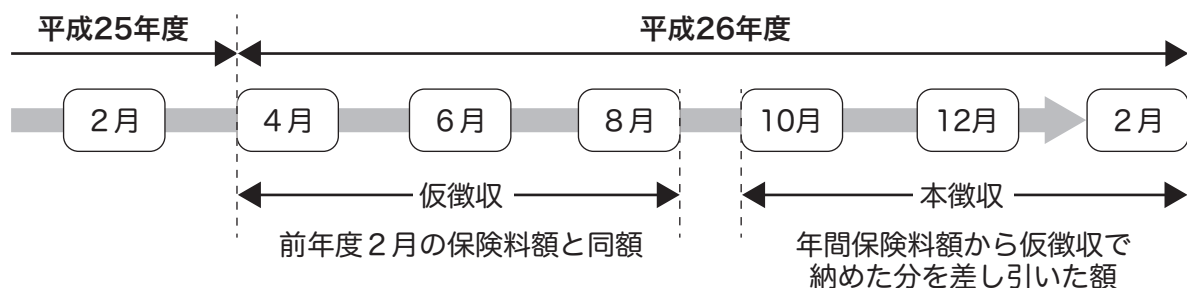 平成25年度
平成26年度
2月
4月
6月
8月
10月
12月
2月
仮徴収
本徴収
前年度2月の保険料額と同額
年間保険料額から仮徴収で
納めた分を差し引いた額